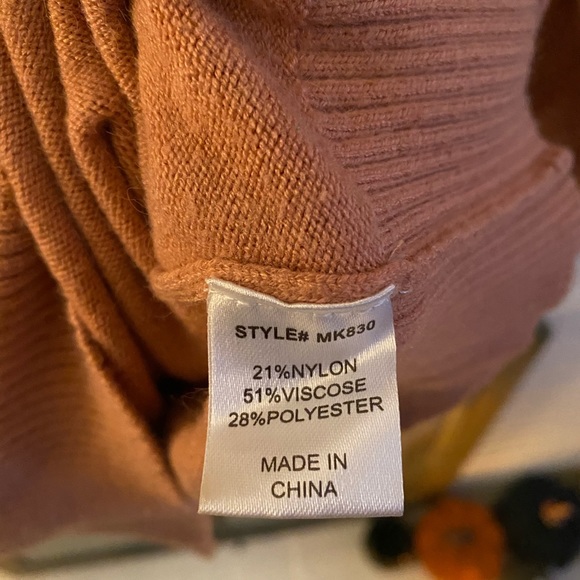 STYLE# MK830
21%NYLON
51%VISCOSE
28%POLYESTER
MADE IN
CHINA